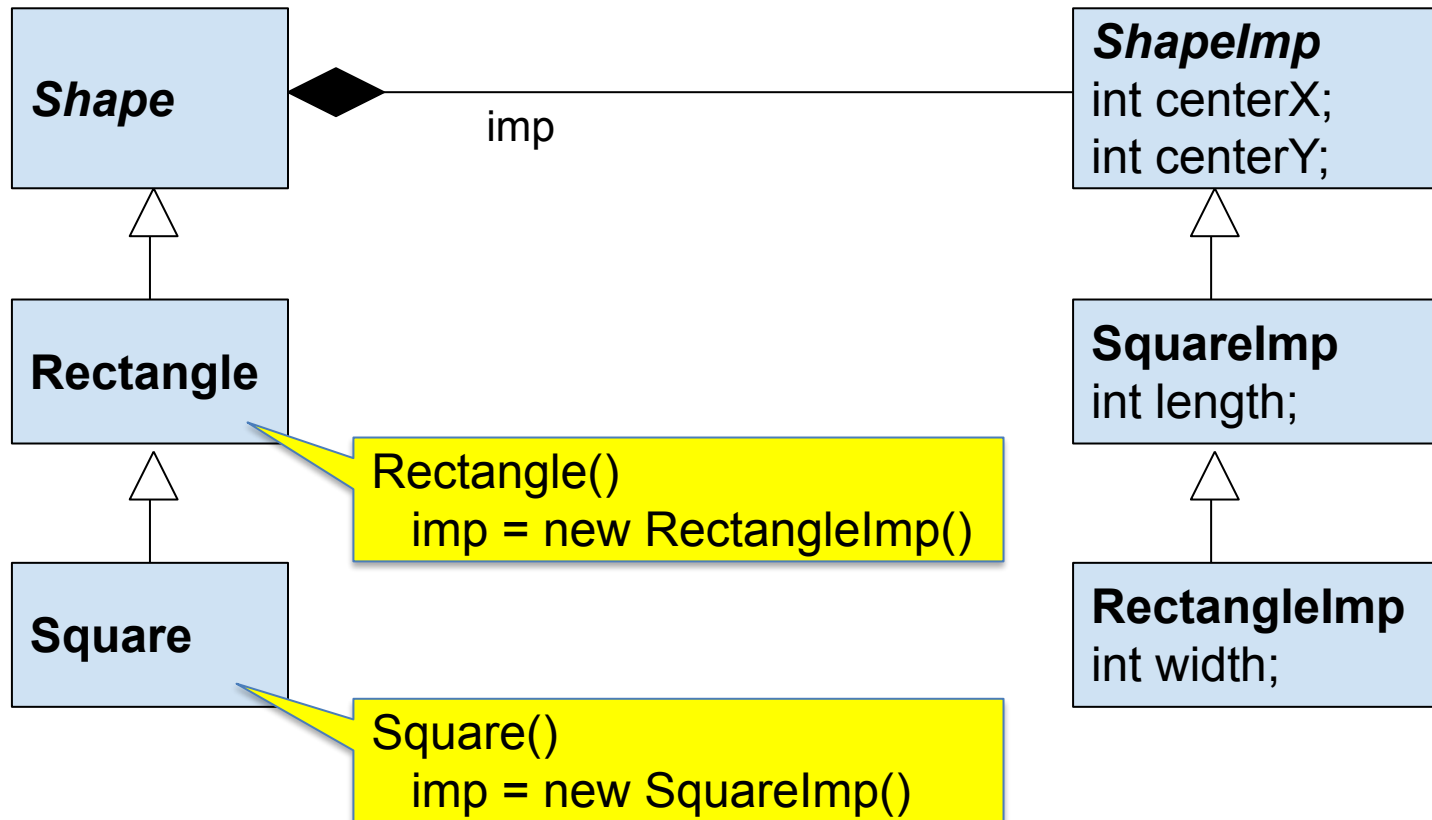 Shape
imp
ShapeImp
int centerX;
int centerY;
Rectangle
Rectangle()
imp = new RectangleImp()
SquareImp
int length;
Square
Square()
imp = new SquareImp()
RectangleImp
int width;